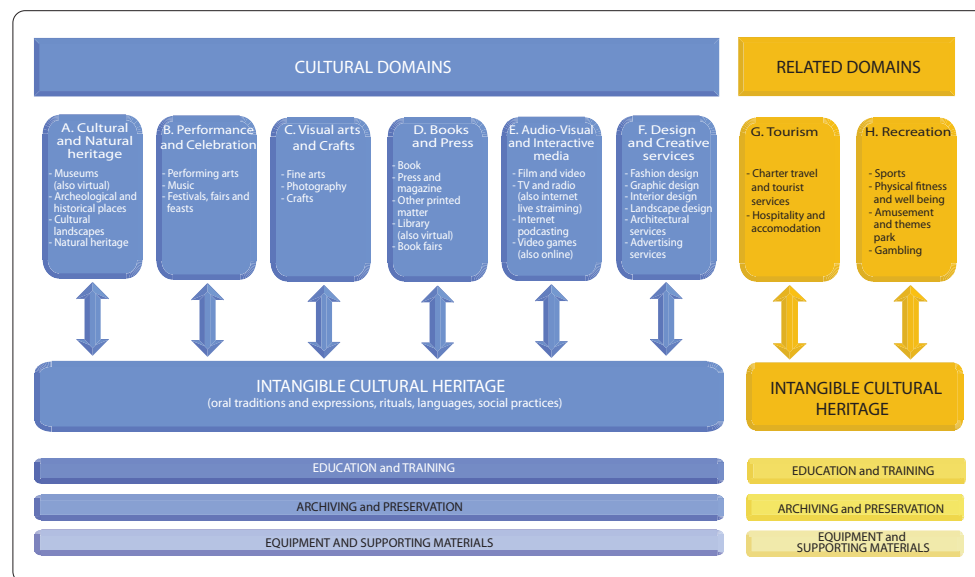 CULTURAL DOMAINS
RELATED DOMAINS
A. Cultural
and Natural
heritage
- Museums
(also virtual)
- Archeological and
historical places
- Cultural
landscapes
- Natural heritage
B. Performance
and Celebration
- Performing arts
- Music
- Festivals, fairs and
feasts
C. Visual arts
and Crafts
- Fine arts
- Photography
- Crafts
D. Books
and Press
- Book
- Press and
magazine
- Other printed
matter
- Library
(also virtual)
- Book fairs
E. Audio-Visual
and Interactive
media
- Film and video
- TV and radio
(also internet
live straiming)
- Internet
podcasting
- Video games
(also online)
F. Design
and Creative
services
- Fashion design
- Graphic design
- Interior design
- Landscape design
- Architectural
services
- Advertising
services
G. Tourism
- Charter travel
and tourist
services
- Hospitality and
accomodation
H. Recreation
- Sports
- Physical fitness
and well being
- Amusement
and themes
park
- Gambling
INTANGIBLE CULTURAL HERITAGE
(oral traditions and expressions, rituals, languages, social practices)
INTANGIBLE CULTURAL
HERITAGE
EDUCATION and TRAINING
EDUCATION and TRAINING
ARCHIVING and PRESERVATION
ARCHIVING and PRESERVATION
EQUIPMENT AND SUPPORTING MATERIALS
EQUIPMENT and
SUPPORTING MATERIALS